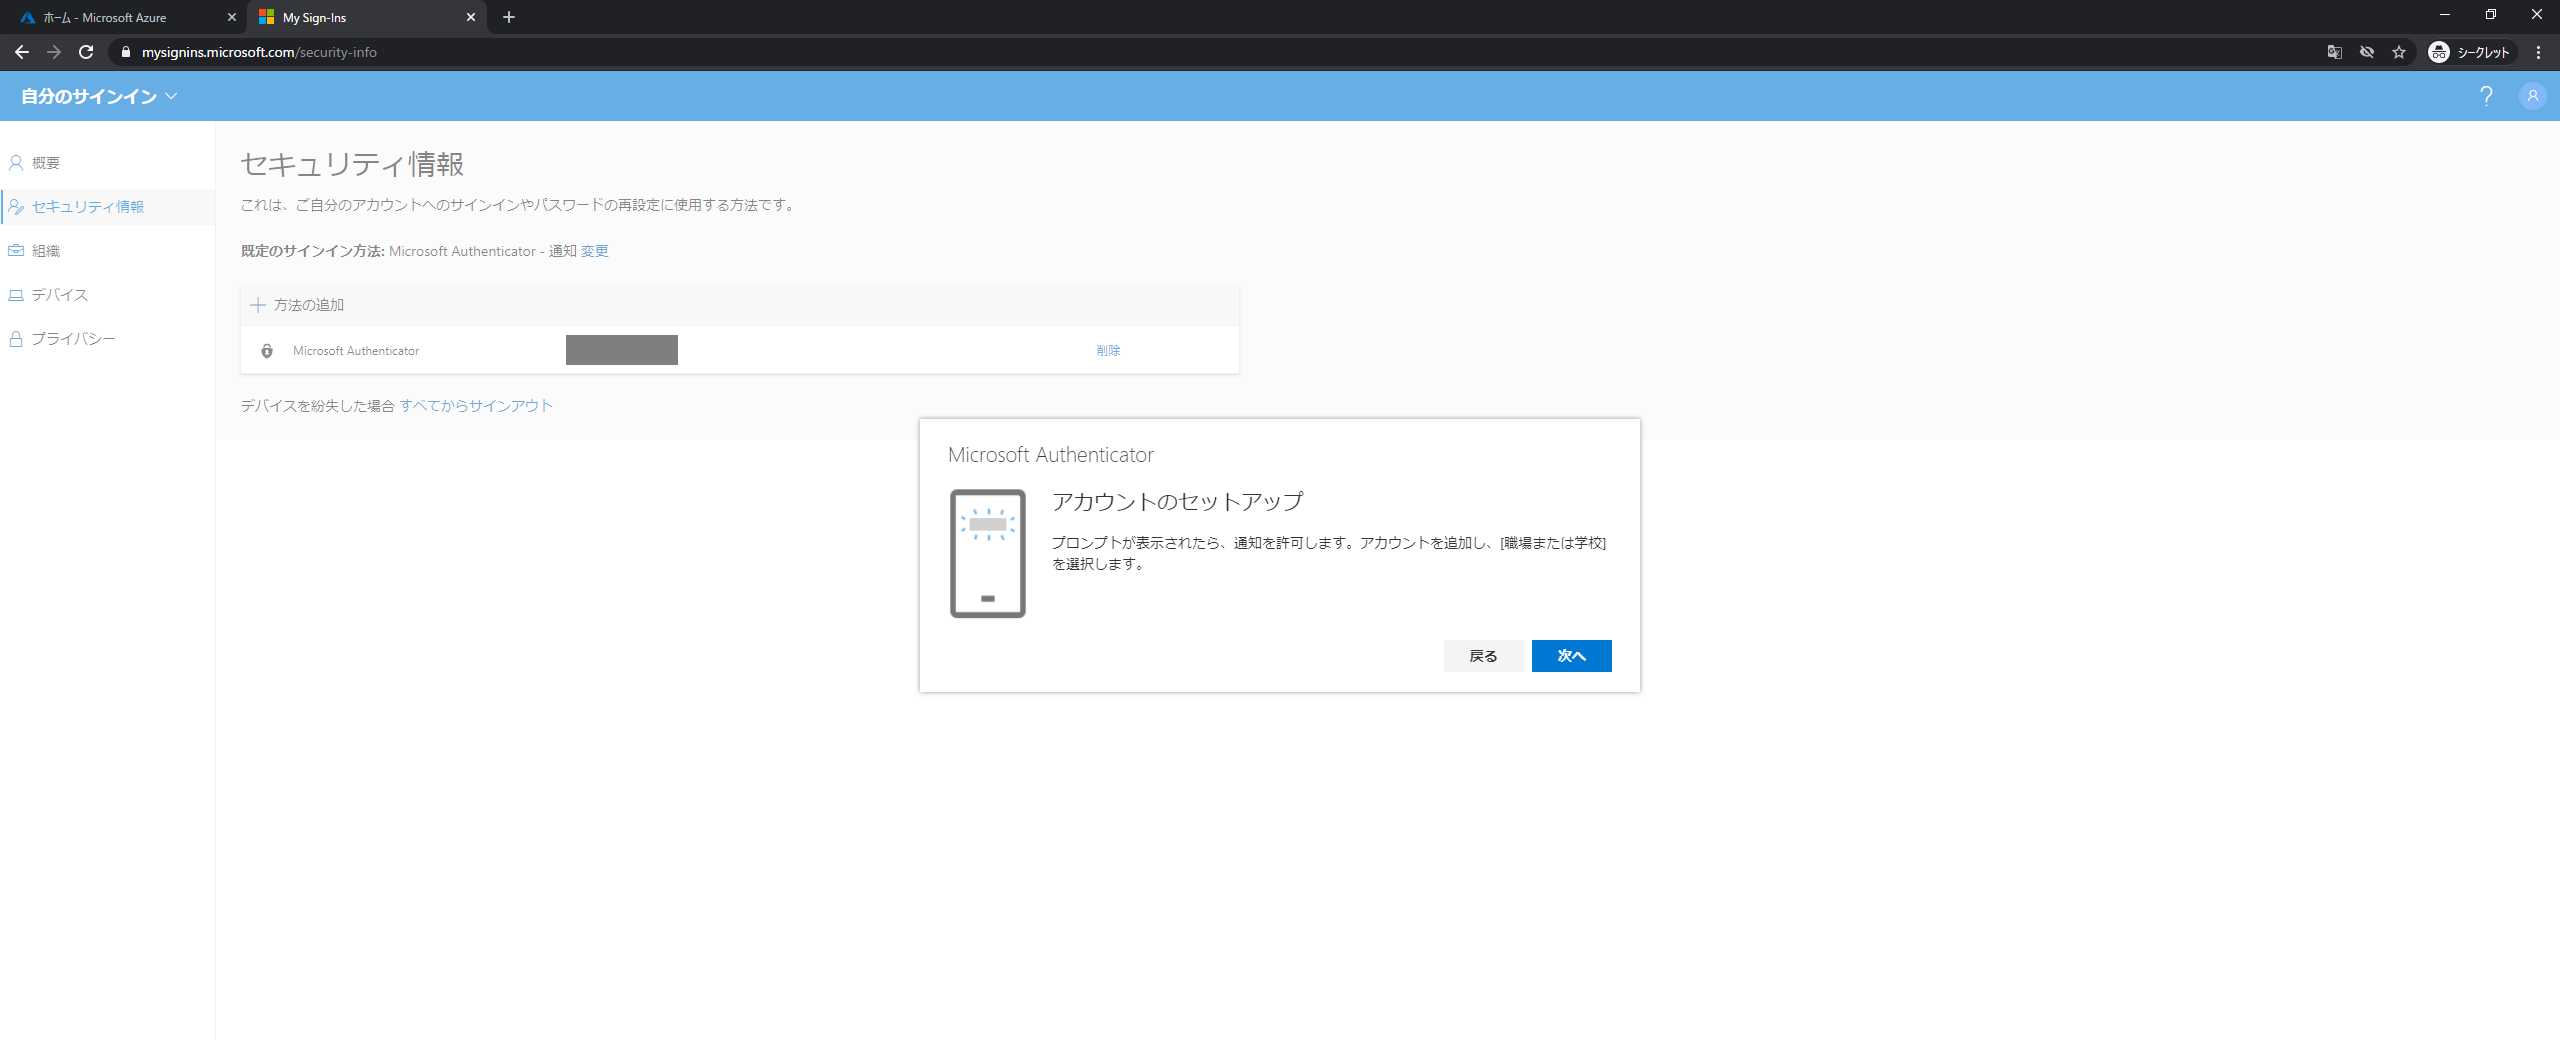 ホーム - Microsoft Azure
My Sign-Ins
mysignins.microsoft.com/security-info
シークレット
自分のサインイン
?
概要
セキュリティ情報
組織
デバイス
プライバシー
セキュリティ情報
これは、ご自分のアカウントへのサインインやパスワードの再設定に使用する方法です。
既定のサインイン方法: Microsoft Authenticator - 通知 変更
方法の追加
Microsoft Authenticator 削除
デバイスを紛失した場合 すべてからサインアウト
Microsoft Authenticator
アカウントのセットアップ
プロンプトが表示されたら、通知を許可します。アカウントを追加し、[職場または学校]
を選択します。
戻る 次へ